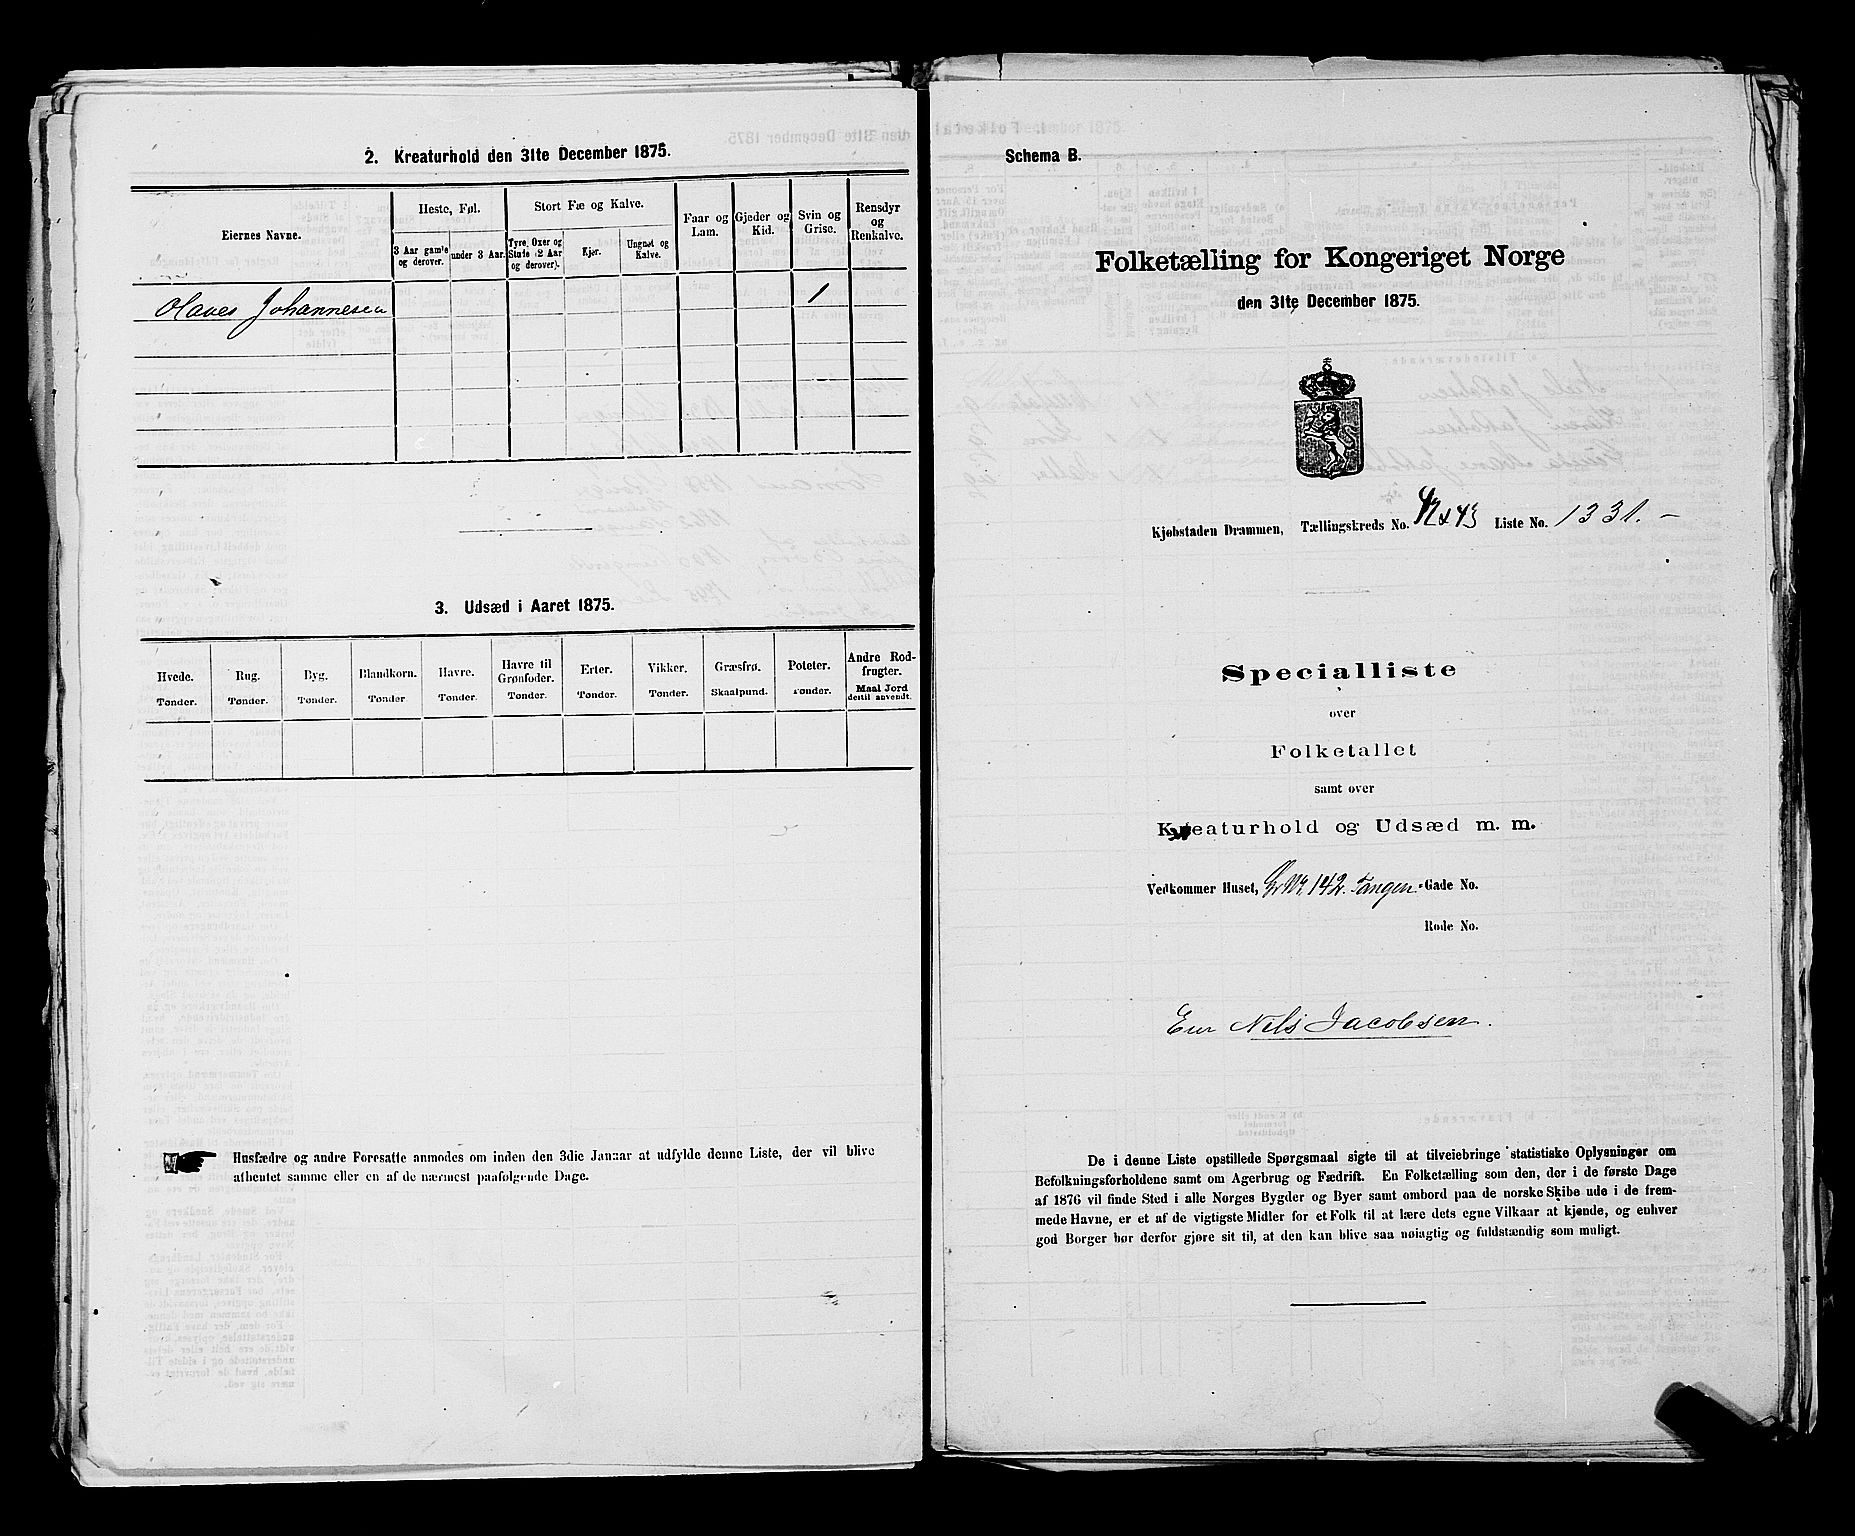 2. Kreaturhold den 31te December 1875.
Eiernes Navne.
Heste, Føl.
Stort Fæ og Kalve.
Faar og Lam.
Gjeder og Kid.
Svin og Grise.
Rensdyr og Renkalve.
3 Aar gamle og derover.
under 3 Aar.
Tyre, Oxer og Stude (2 Aar og derover).
Kjør.
Ungnøt og Kalve.
Olaves Johannesen 1
3. Udsæd i Aaret 1875.
Hvede. Rug. Byg. Blandkorn. Havre. Havre til Grønfoder. Erter. Vikker. Græsfrø. Poteter. Andre Rodfrugter.
Tønder. Tønder. Tønder. Tønder Tønder. Tønder. Tønder. Tønder. Skaalpund. Tønder. Maal Jord dertil anvendt.
Husfædre og andre Foresatte anmodes om inden den 3die Januar at udfylde denne Liste, der vil blive
afhentet samme eller en af de nærmest paafølgende Dage.
Schema B.
Folketælling for Kongeriget Norge
den 31te December 1875.
Kjøbstaden Drammen, Tællingskreds No. Liste No. 1331.-
Specialliste
over
Folketallet
samt over
Kreaturhold og Udsæd m. m.
Vedkommer Huset, Gr Nr. 142. Tangen-Gade No.
Rode No.
Eier Nils Jacobsen.
De i denne Liste opstillede Spørgsmaal sigte til at tilveiebringe statistiske Oplysninger om
Befolkningsforholdene samt om Agerbrug og Fædrift. En Folketælling som den, der i de første Dage
af 1876 vil finde Sted i alle Norges Bygder og Byer samt ombord paa de norske Skibe ude i de frem-
mede Havne, er et af de vigtigste Midler for et Folk til at lære dets egne Vilkaar at kjende, og enhver
god Borger bør derfor gjøre sit til, at den kan blive saa nøiagtig og fuldstændig som muligt.